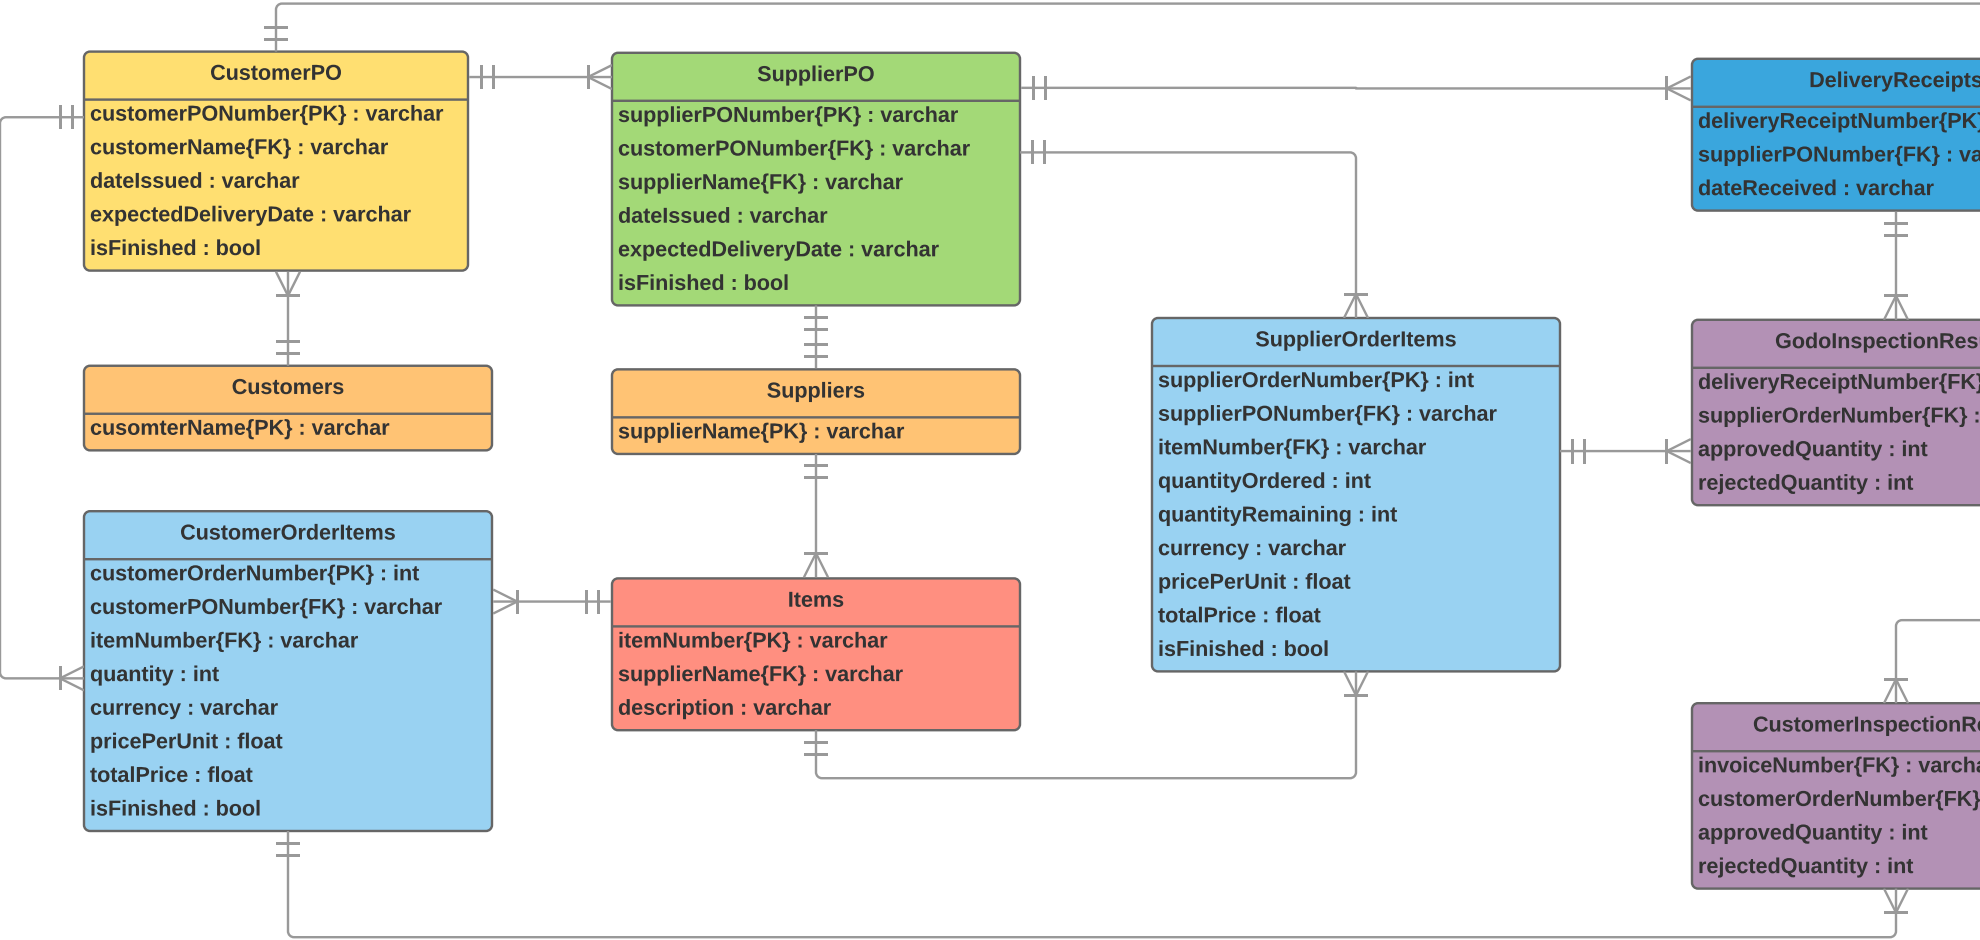 CustomerPO
customerPONumber{PK} : varchar
customerName{FK} : varchar
dateIssued : varchar
expectedDeliveryDate : varchar
isFinished : bool
SupplierPO
supplierPONumber{PK} : varchar
customerPONumber{FK} : varchar
supplierName{FK} : varchar
dateIssued : varchar
expectedDeliveryDate : varchar
isFinished : bool
DeliveryReceipts
deliveryReceiptNumber{PK}
supplierPONumber{FK} : va
dateReceived : varchar
Customers
cusomterName{PK} : varchar
Suppliers
supplierName{PK} : varchar
SupplierOrderItems
supplierOrderNumber{PK} : int
supplierPONumber{FK} : varchar
itemNumber{FK} : varchar
quantityOrdered : int
quantityRemaining : int
currency : varchar
pricePerUnit : float
totalPrice : float
isFinished : bool
GodoInspectionRes
deliveryReceiptNumber{FK}
supplierOrderNumber{FK} :
approvedQuantity : int
rejectedQuantity : int
CustomerOrderItems
customerOrderNumber{PK} : int
customerPONumber{FK} : varchar
itemNumber{FK} : varchar
quantity : int
currency : varchar
pricePerUnit : float
totalPrice : float
isFinished : bool
Items
itemNumber{PK} : varchar
supplierName{FK} : varchar
description : varchar
CustomerInspectionRe
invoiceNumber{FK} : varcha
customerOrderNumber{FK}
approvedQuantity : int
rejectedQuantity : int